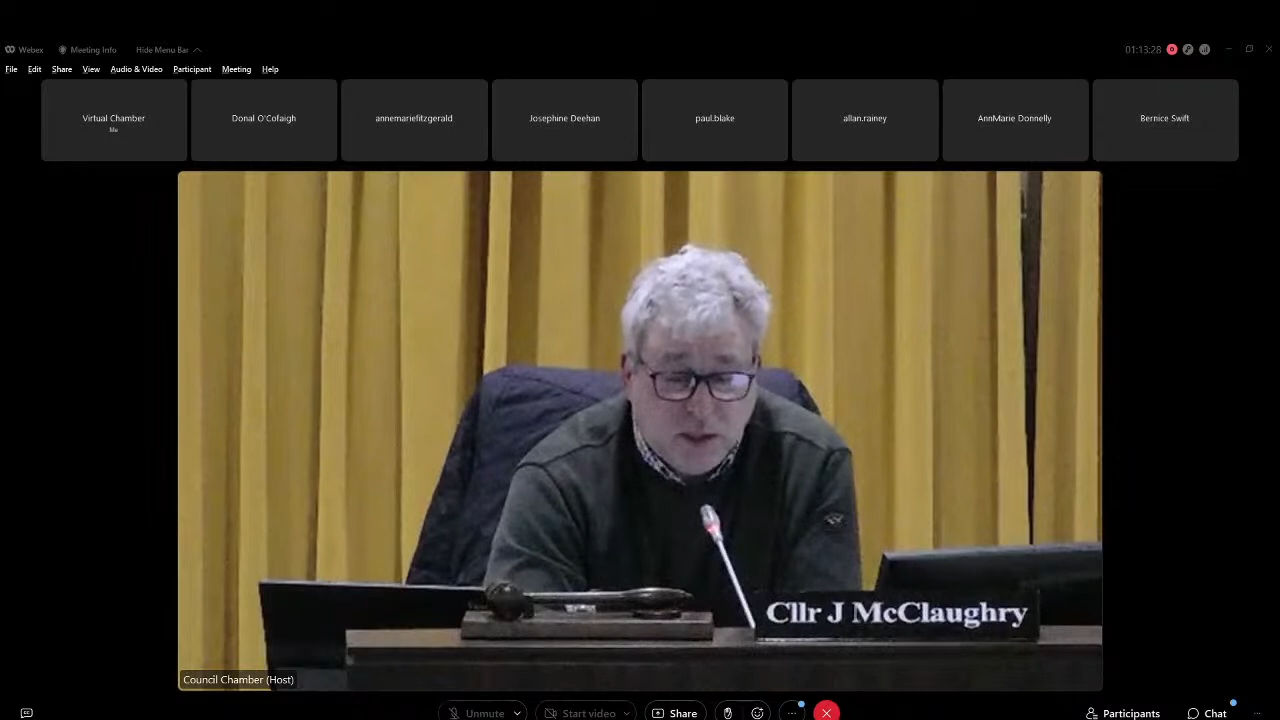 Webex Meeting Info Hide Menu Bar 01:13:28
File Edit Share View Audio & Video Participant Meeting Help
Virtual Chamber
Me
Donal O'Cofaigh
annemariefitzgerald
Josephine Deehan
paul.blake
allan.rainey
AnnMarie Donnelly
Bernice Swift
Cllr J McClaughry
Council Chamber (Host)
Unmute Start video Share Participants Chat